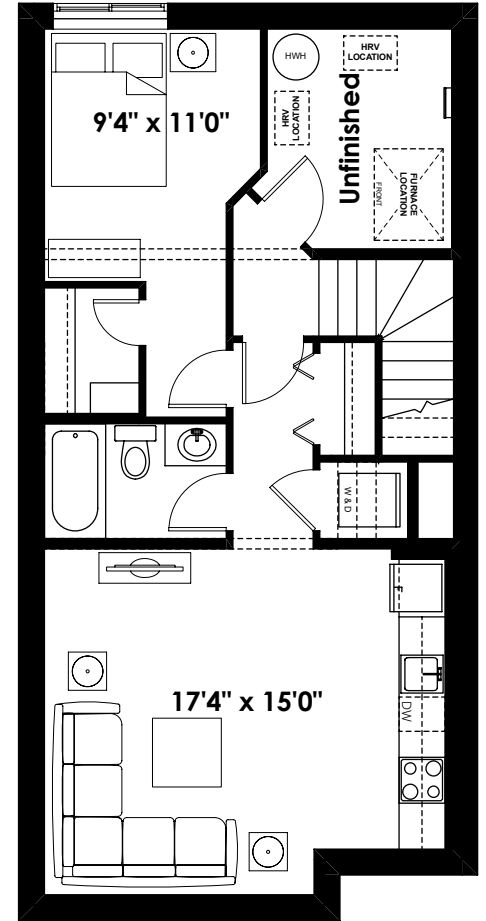 HWH
HRV
LOCATION
9'4" x 11'0"
HRV
LOCATION
Unfinished
FURNACE
LOCATION
FRONT
W & D
17'4" x 15'0"
DW